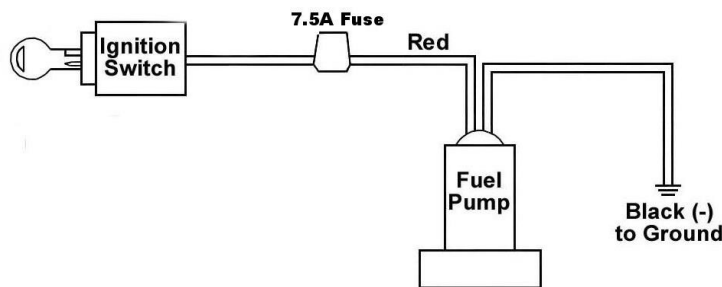 7.5A Fuse
Ignition
Switch
Red
Fuel
Pump
Black (-)
to Ground